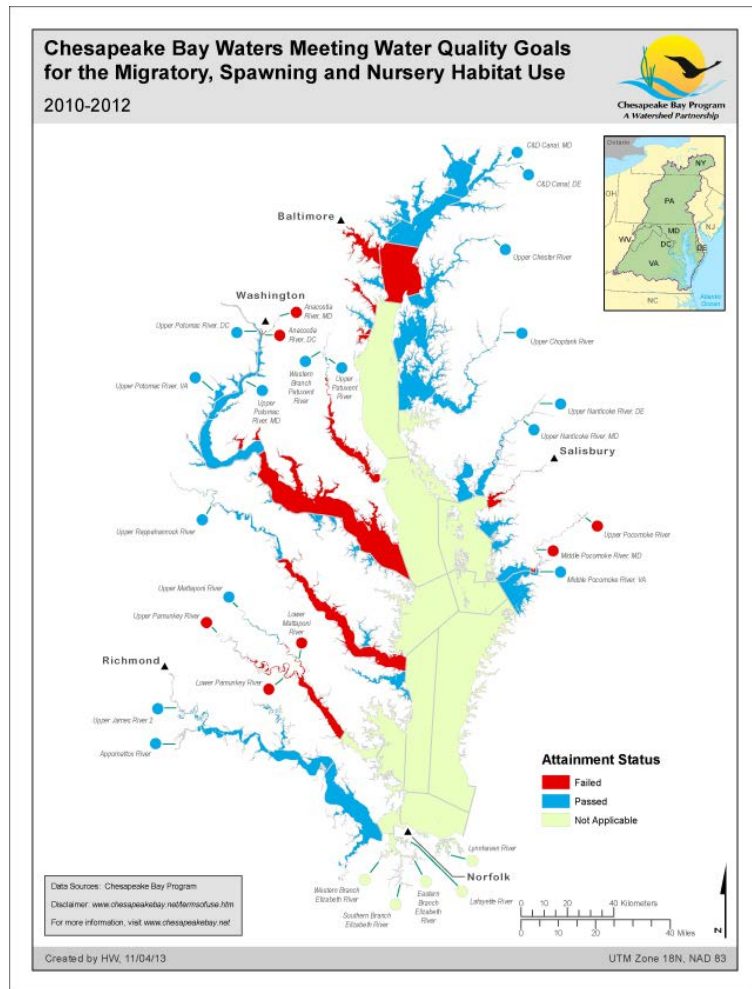 Chesapeake Bay Waters Meeting Water Quality Goals
for the Migratory, Spawning and Nursery Habitat Use
2010-2012
Chesapeake Bay Program
A Watershed Partnership
Ontario
NY
OH
PA
NJ
MD
WV
DC
DE
VA
Atlantic
Ocean
NC
C&D Canal, MD
C&D Canal, DE
Baltimore
Upper Chester River
Washington
Anacostia
River, MD
Upper Potomac River, DC
Anacostia
River, DC
Upper Choptank River
Western
Branch
Patuxent
River
Upper
Patuxent
River
Upper Potomac River, VA
Upper
Potomac
River, MD
Upper Nanticoke River, DE
Upper Nanticoke River, MD
Salisbury
Upper Rappahannock River
Upper Pocomoke River
Middle Pocomoke River, MD
Middle Pocomoke River, VA
Upper Mattaponi River
Upper Pamunkey River
Lower
Mattaponi
River
Richmond
Lower Pamunkey River
Upper James River 2
Appomattox River
Attainment Status
Failed
Passed
Not Applicable
Lynnhaven River
Norfolk
Western Branch
Elizabeth River
Southern Branch
Elizabeth River
Eastern
Branch
Elizabeth
River
Lafayette River
Data Sources: Chesapeake Bay Program
Disclaimer: www.chesapeakebay.net/termsofuse.htm
For more information, visit www.chesapeakebay.net
0 10 20 40 Kilometers
0 10 20 40 Miles
N
Created by HW, 11/04/13
UTM Zone 18N, NAD 83